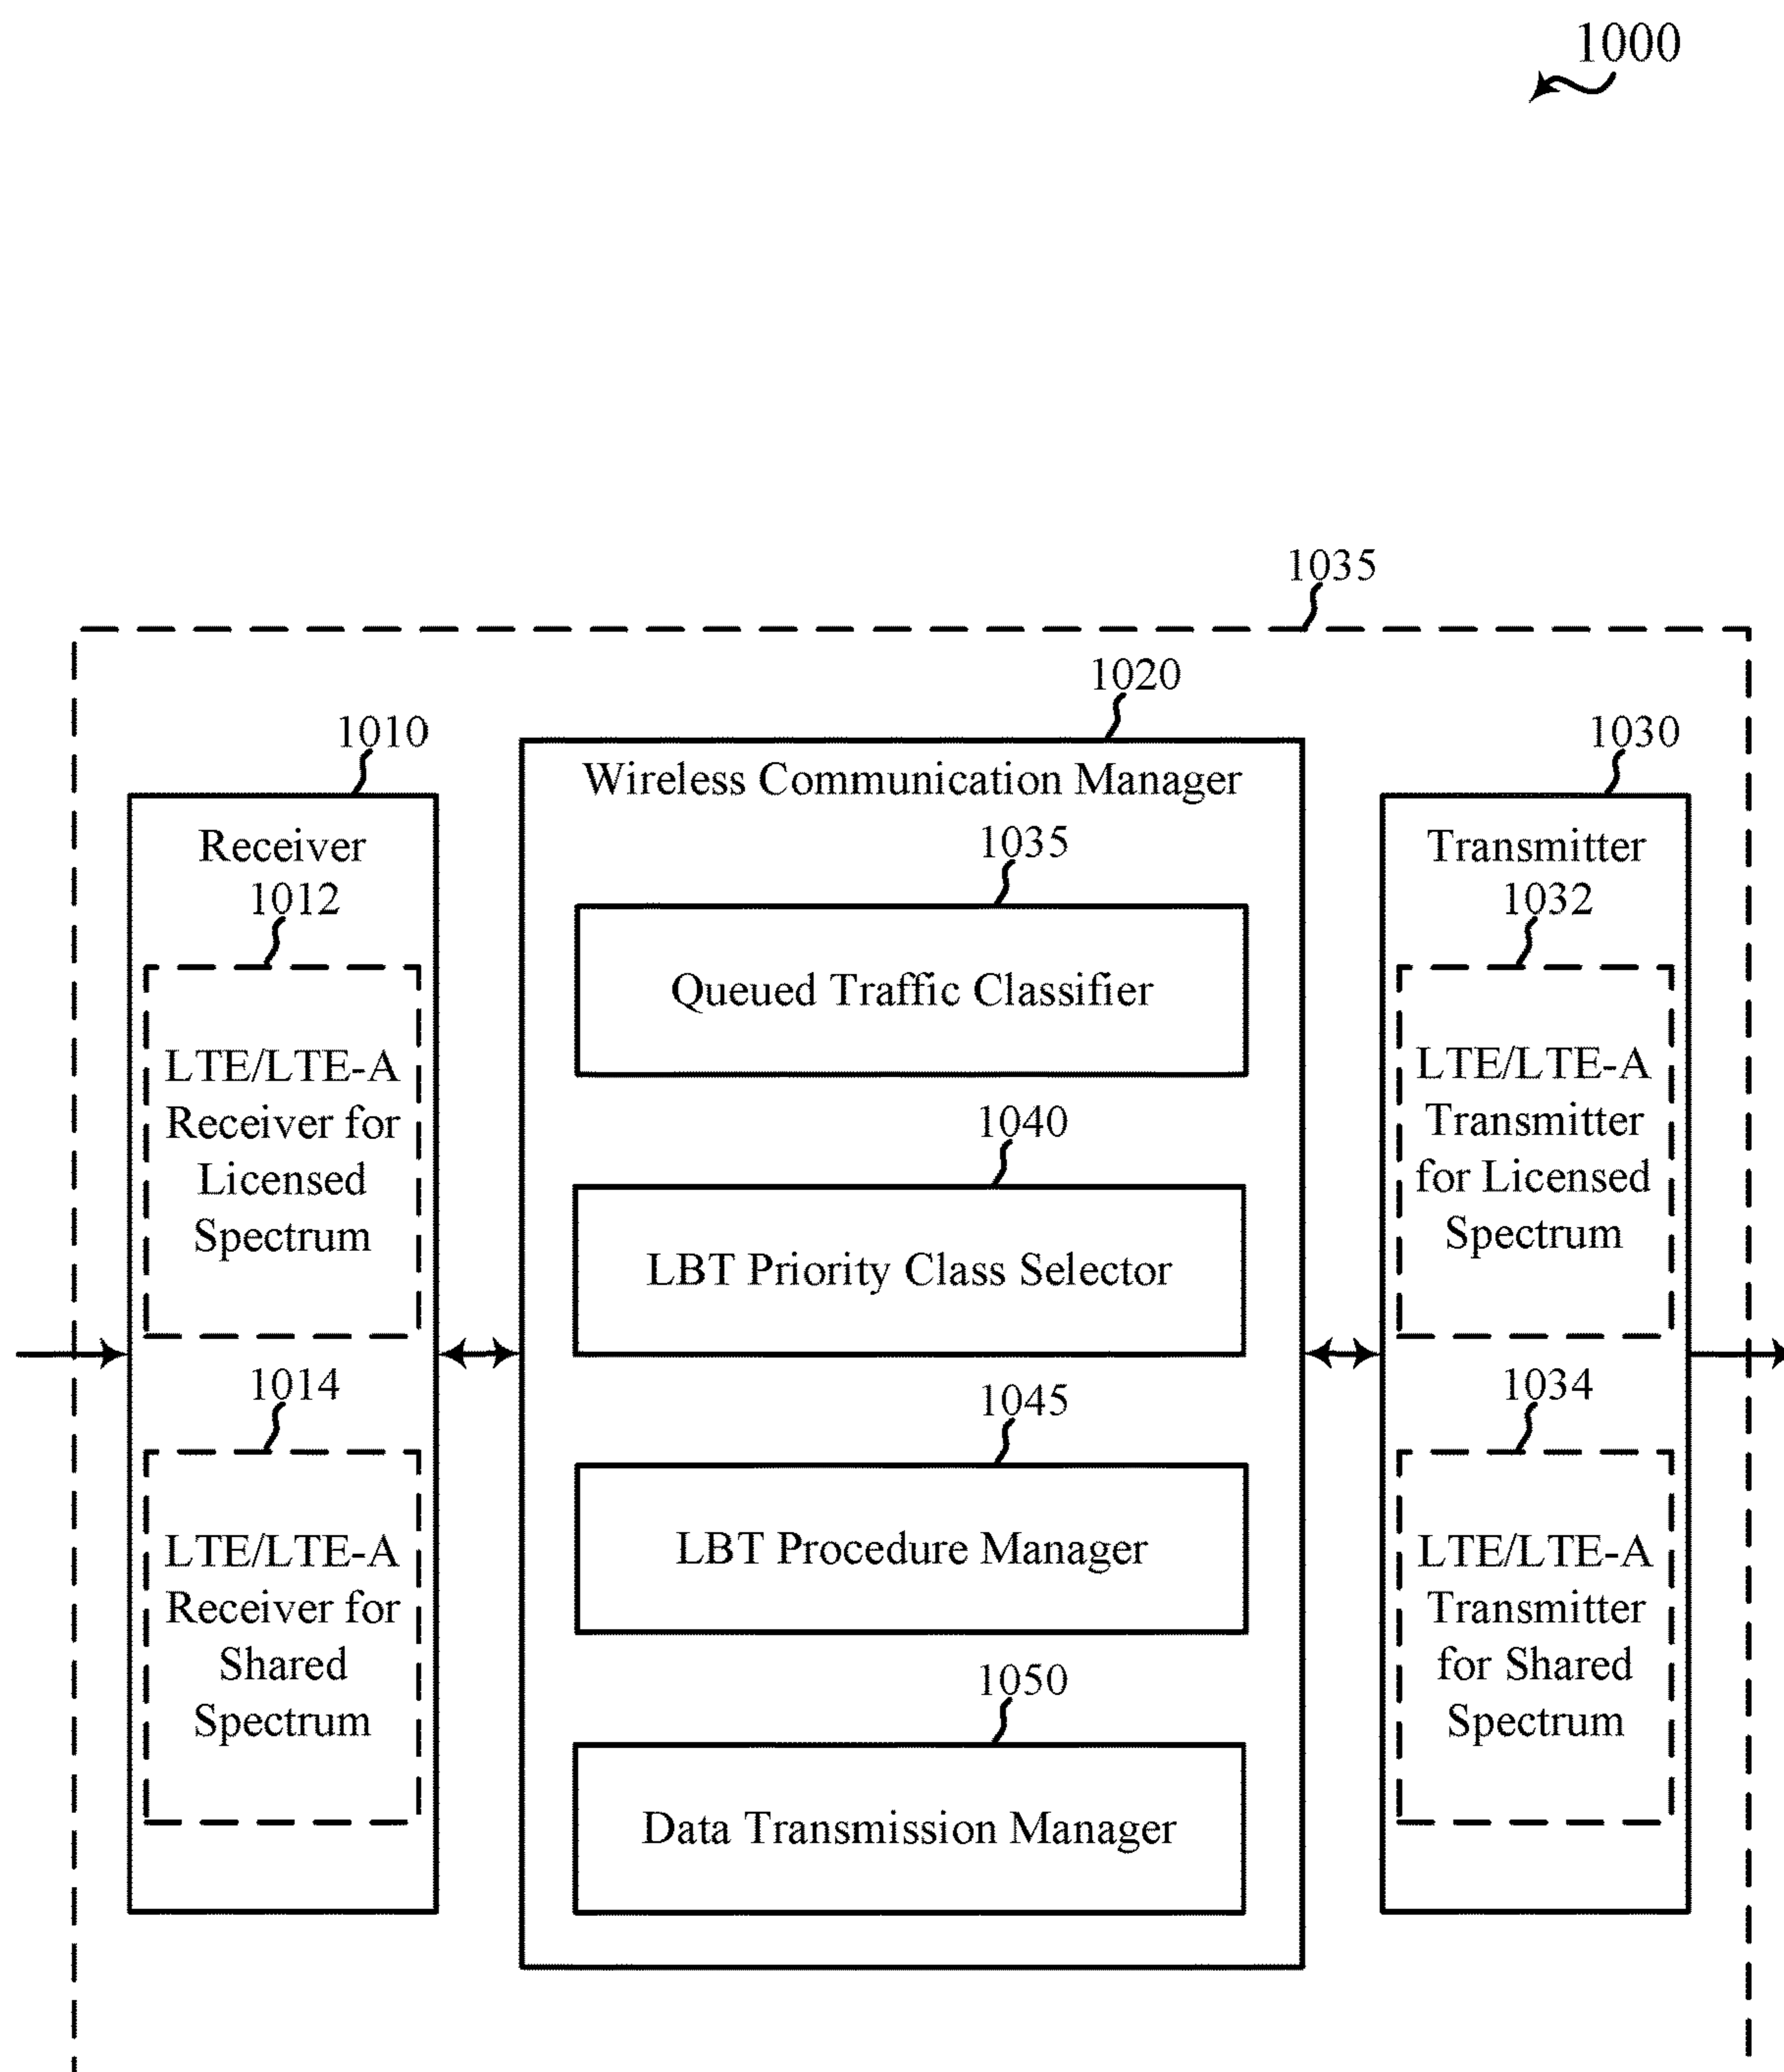 1000
1035
1020
1010
1030
Wireless Communication Manager
Receiver
1012
LTE/LTE-A
Receiver for
Licensed
Spectrum
1014
LTE/LTE-A
Receiver for
Shared
Spectrum
1035
Queued Traffic Classifier
1040
LBT Priority Class Selector
1045
LBT Procedure Manager
1050
Data Transmission Manager
Transmitter
1032
LTE/LTE-A
Transmitter
for Licensed
Spectrum
1034
LTE/LTE-A
Transmitter
for Shared
Spectrum